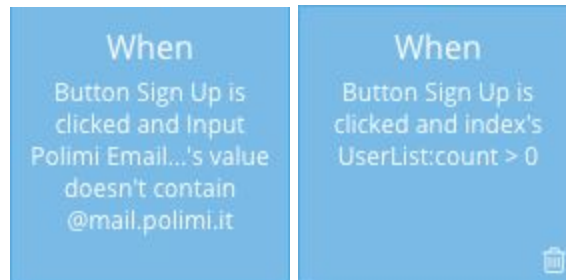 When
Button Sign Up is
clicked and Input
Polimi Email...'s value
doesn't contain
@mail.polimi.it
When
Button Sign Up is
clicked and index's
UserList:count > 0